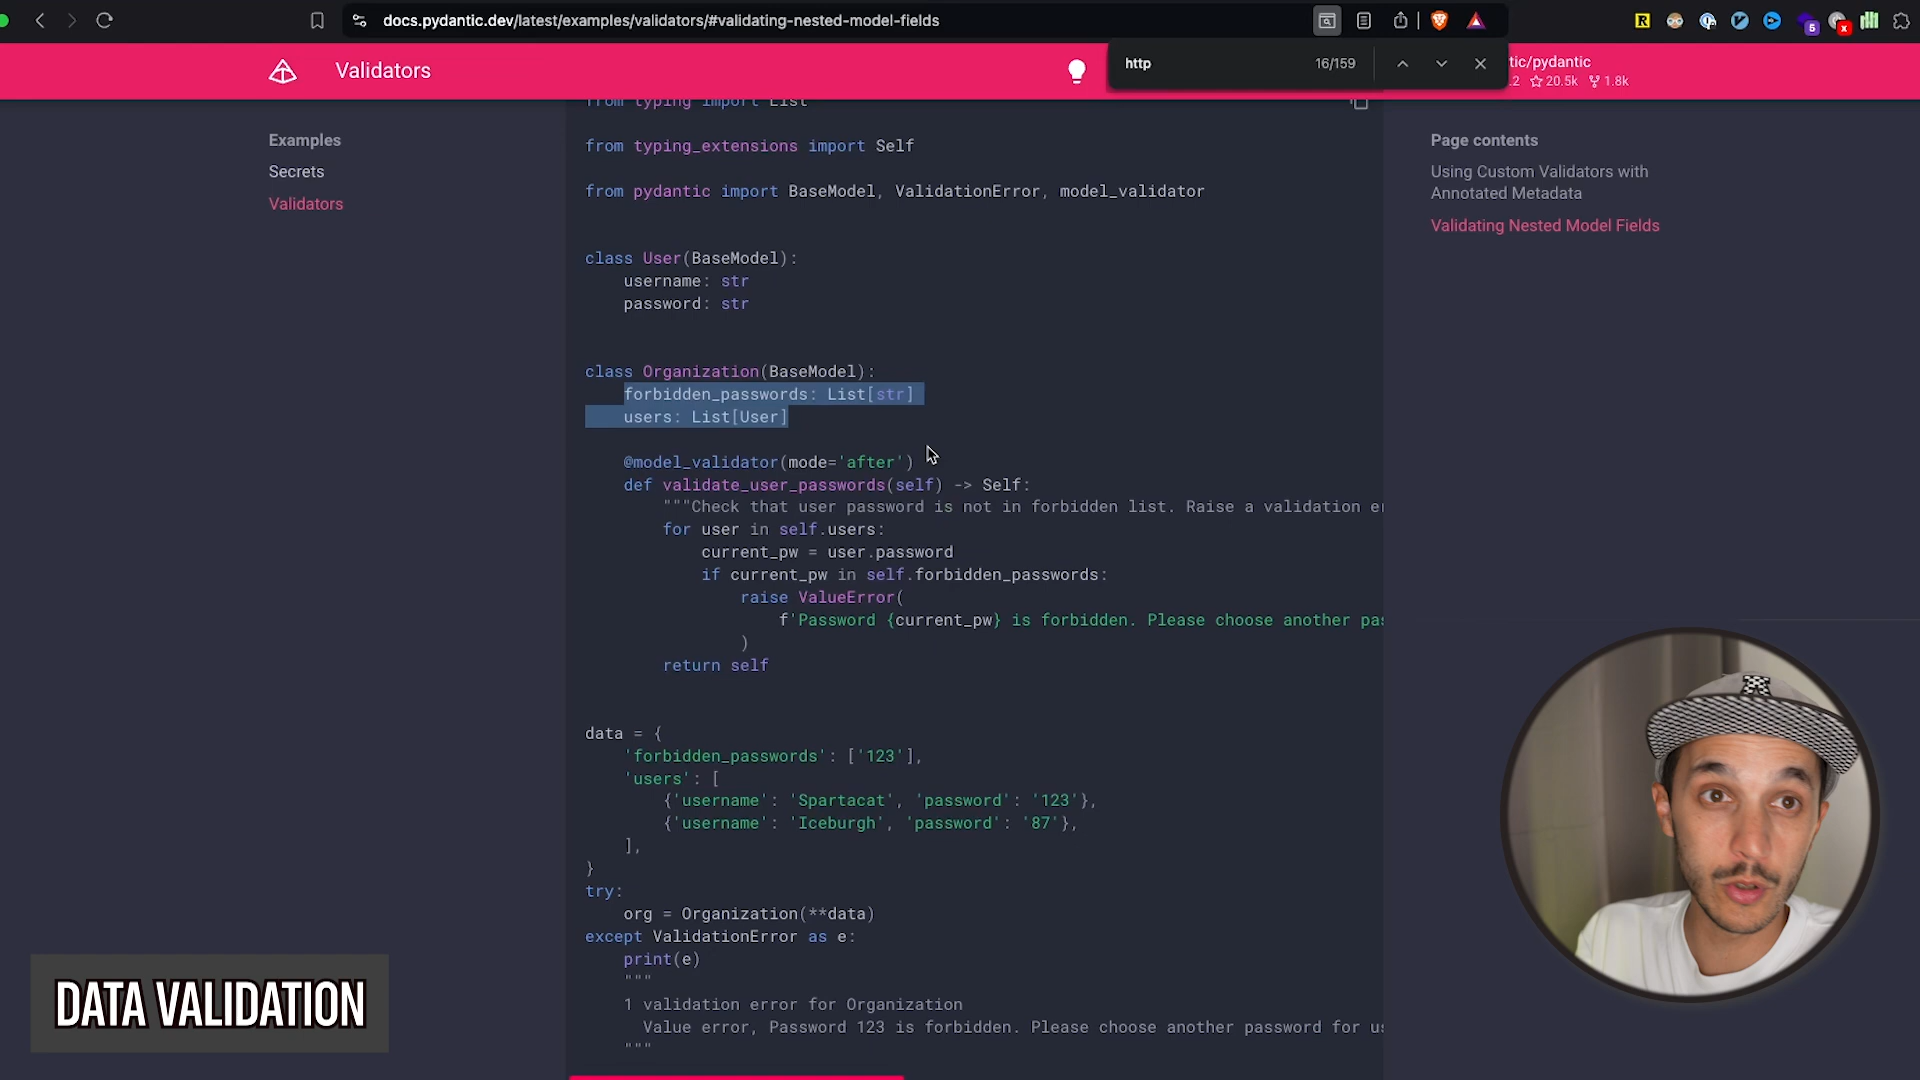 docs.pydantic.dev/latest/examples/validators/#validating-nested-model-fields
Validators
http
16/159
tic/pydantic
.2 20.5k 1.8k
Examples
Secrets
Validators
from typing import List
from typing_extensions import Self
from pydantic import BaseModel, ValidationError, model_validator
class User(BaseModel):
username: str
password: str
class Organization(BaseModel):
forbidden_passwords: List[str]
users: List[User]
@model_validator(mode='after')
def validate_user_passwords(self) -> Self:
"""Check that user password is not in forbidden list. Raise a validation er
for user in self.users:
current_pw = user.password
if current_pw in self.forbidden_passwords:
raise ValueError(
f'Password {current_pw} is forbidden. Please choose another pas
)
return self
data = {
'forbidden_passwords': ['123'],
'users': [
{'username': 'Spartacat', 'password': '123'},
{'username': 'Iceburgh', 'password': '87'},
],
}
try:
org = Organization(**data)
except ValidationError as e:
print(e)
"""
1 validation error for Organization
Value error, Password 123 is forbidden. Please choose another password for us
"""
Page contents
Using Custom Validators with
Annotated Metadata
Validating Nested Model Fields
DATA VALIDATION